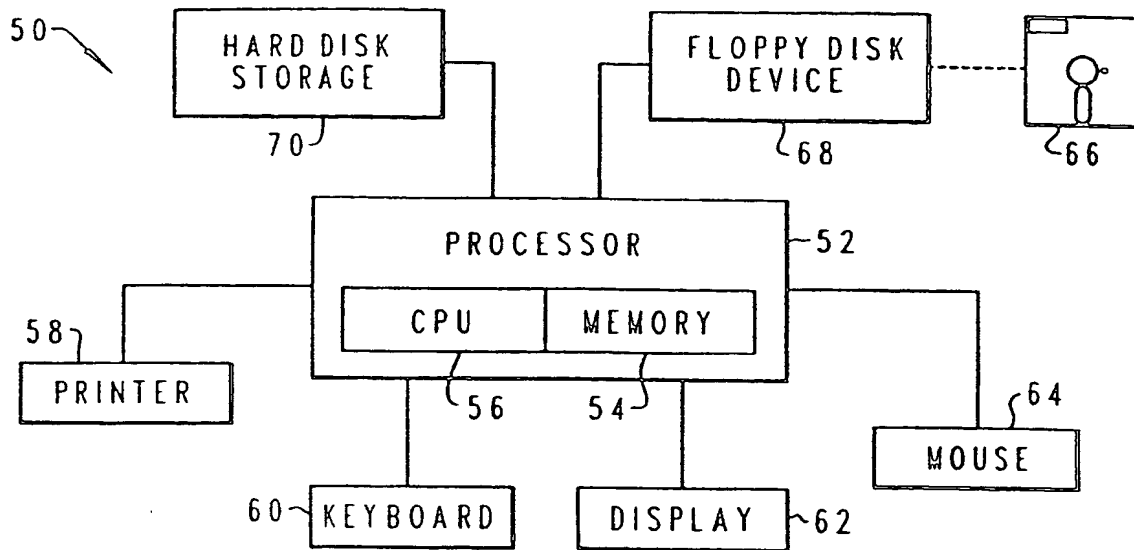 50
HARD DISK
STORAGE
70
FLOPPY DISK
DEVICE
68
66
PROCESSOR
52
CPU
MEMORY
56
54
58
PRINTER
64
MOUSE
60
KEYBOARD
DISPLAY
62